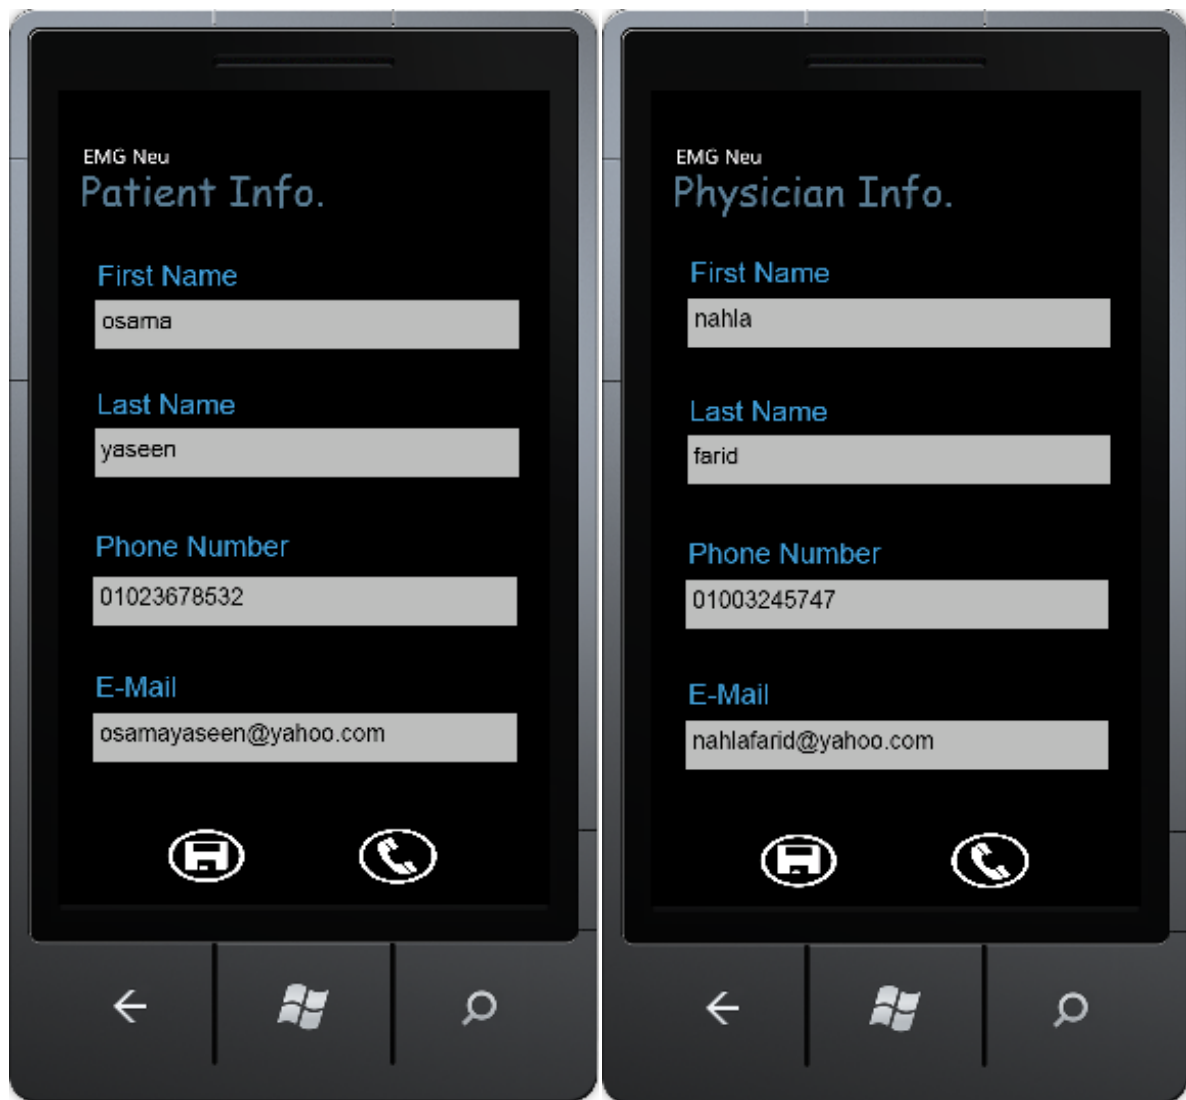 EMG Neu
Patient Info.
First Name
osama
Last Name
yaseen
Phone Number
01023678532
E-Mail
osamayaseen@yahoo.com
EMG Neu
Physician Info.
First Name
nahla
Last Name
farid
Phone Number
01003245747
E-Mail
nahlafarid@yahoo.com